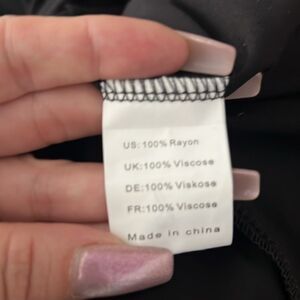 US:100% Rayon
UK:100% Viscose
DE:100% Viskose
FR:100% Viscose
Made in china